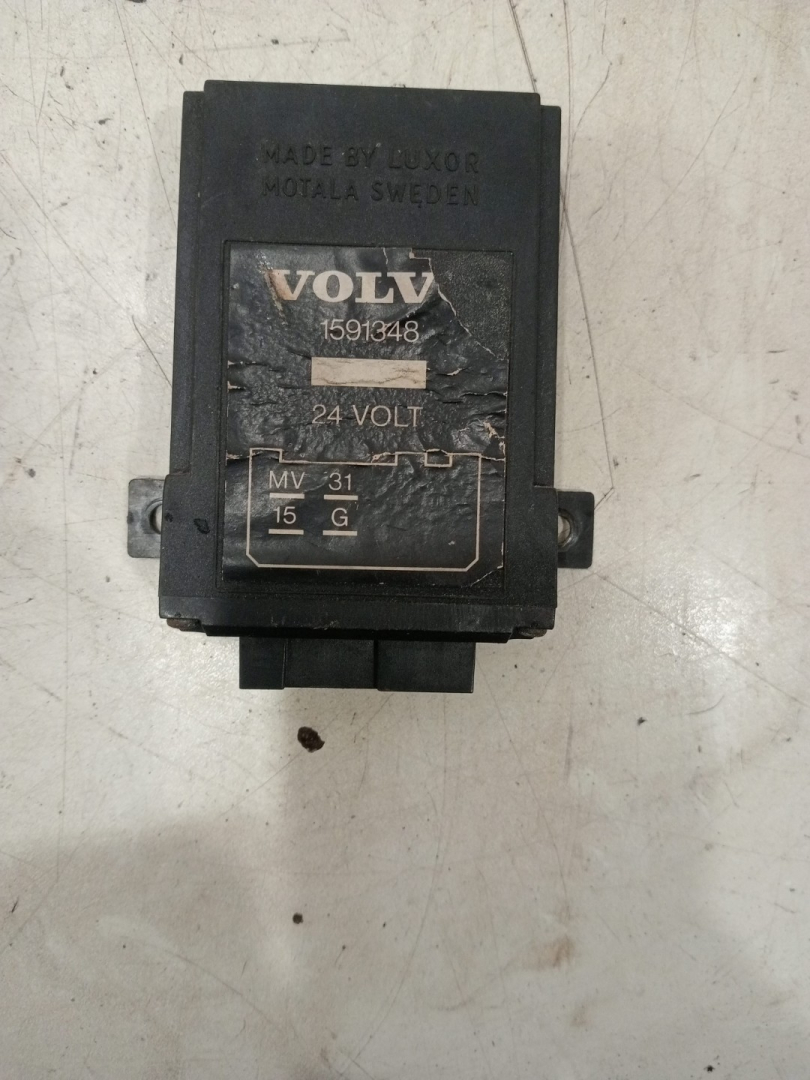 MADE BY LUXOR
MOTALA SWEDEN
VOLV
1591348
24 VOLT
MV 31
15 G